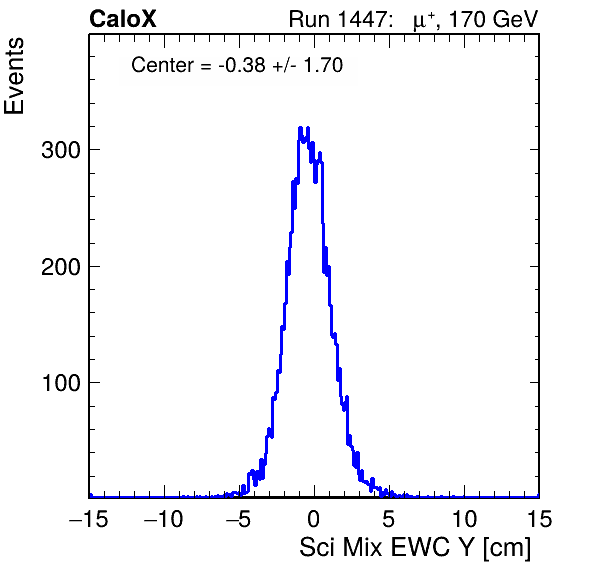 CaloX Run 1447: μ⁺, 170 GeV
Events
Center = -0.38 +/- 1.70
300
200
100
−15 −10 −5 0 5 10 15
Sci Mix EWC Y [cm]